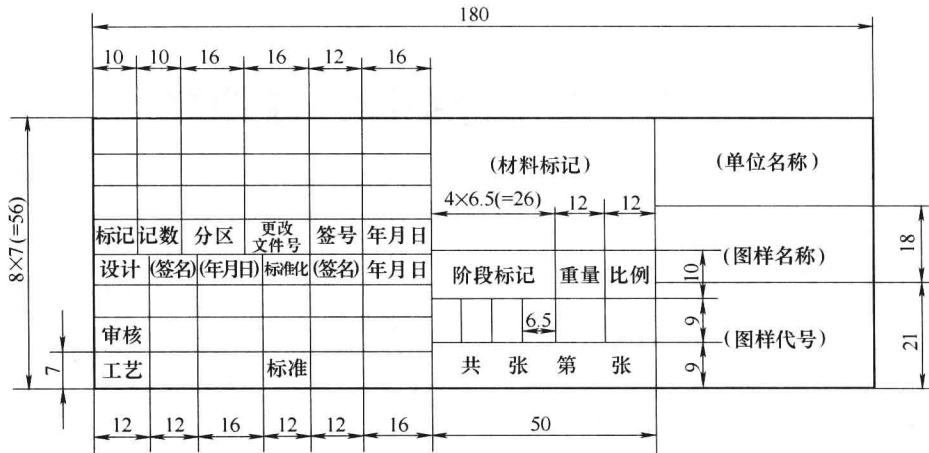 180
10 10 16 16 12 16
(材料标记)
(单位名称)
4×6.5(=26) 12 12
8×7(=56)
标记 记数 分区 更改文件号 签号 年月日
18
(图样名称)
设计 (签名) (年月日) 标准化 (签名) 年月日
阶段标记 重量 比例
10
6.5
9
审核
(图样代号)
21
7
工艺 标准
共 张 第 张
9
12 12 16 12 12 16 50